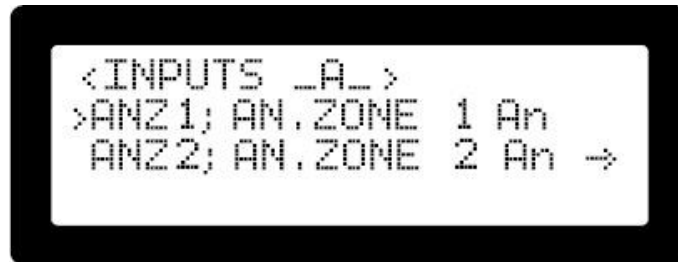 <INPUTS _A_>
>ANZ1; AN.ZONE 1 An
ANZ2; AN.ZONE 2 An →